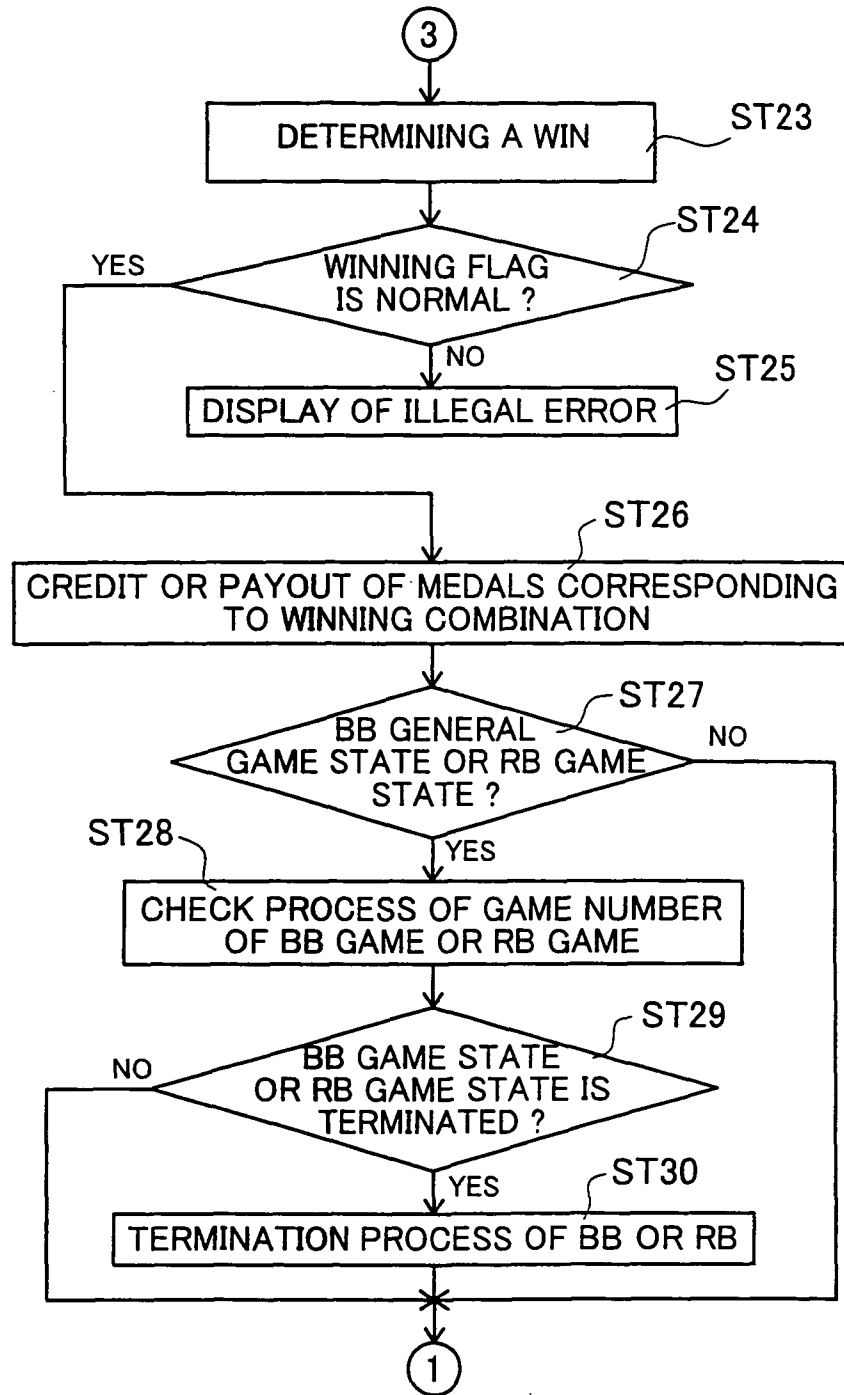 3
DETERMINING A WIN
ST23
ST24
YES
WINNING FLAG
IS NORMAL ?
NO
ST25
DISPLAY OF ILLEGAL ERROR
ST26
CREDIT OR PAYOUT OF MEDALS CORRESPONDING
TO WINNING COMBINATION
ST27
BB GENERAL
GAME STATE OR RB GAME
STATE ?
NO
ST28
YES
CHECK PROCESS OF GAME NUMBER
OF BB GAME OR RB GAME
ST29
NO
BB GAME STATE
OR RB GAME STATE IS
TERMINATED ?
YES
ST30
TERMINATION PROCESS OF BB OR RB
1